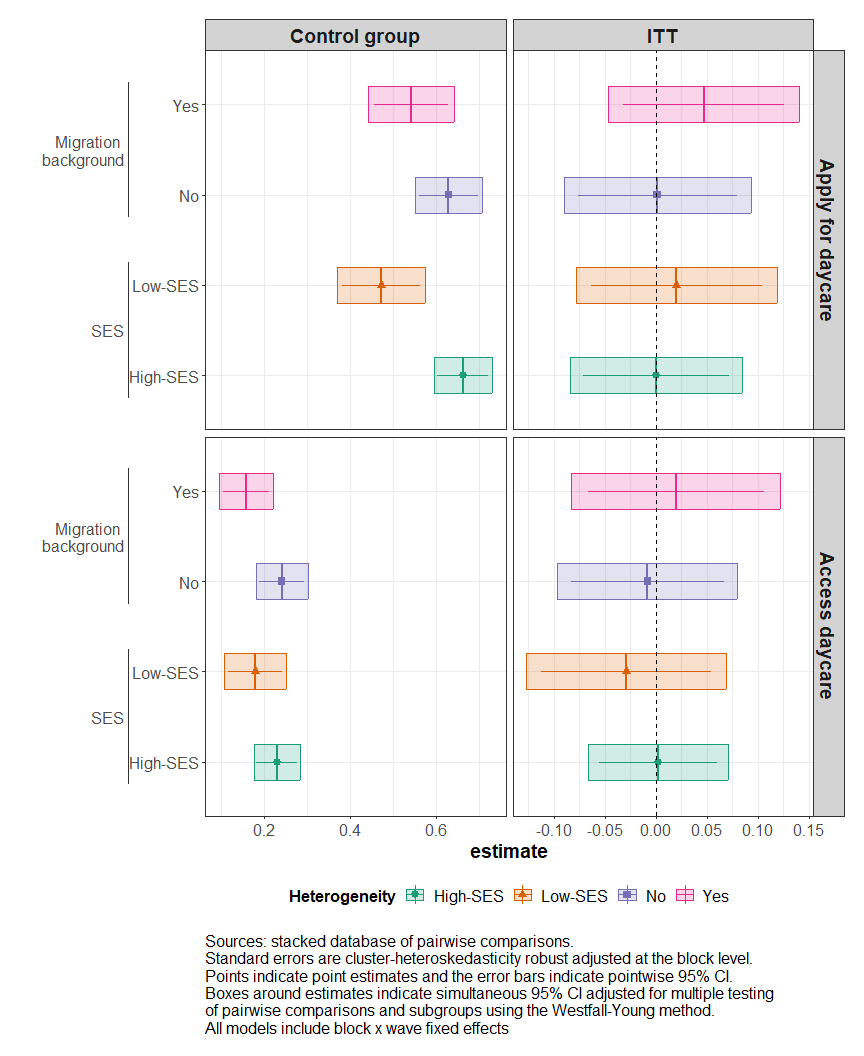 Control group
ITT
Migration
background
Yes
No
SES
Low-SES
High-SES
Apply for daycare
Migration
background
Yes
No
SES
Low-SES
High-SES
Access daycare
0.2 0.4 0.6
-0.10 -0.05 0.00 0.05 0.10 0.15
estimate
Heterogeneity High-SES Low-SES No Yes
Sources: stacked database of pairwise comparisons.
Standard errors are cluster-heteroskedasticity robust adjusted at the block level.
Points indicate point estimates and the error bars indicate pointwise 95% CI.
Boxes around estimates indicate simultaneous 95% CI adjusted for multiple testing
of pairwise comparisons and subgroups using the Westfall-Young method.
All models include block x wave fixed effects